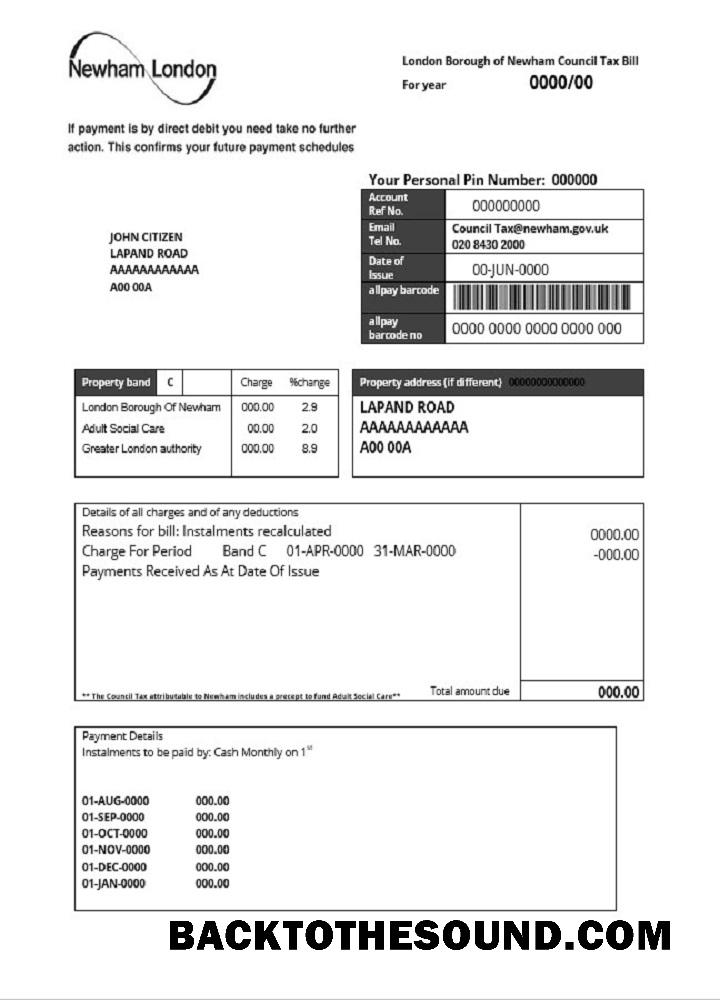 Newham London
London Borough of Newham Council Tax Bill
For year 0000/00
If payment is by direct debit you need take no further
action. This confirms your future payment schedules
Your Personal Pin Number: 000000
Account
Ref No. 000000000
Email Council Tax@newham.gov.uk
Tel No. 020 8430 2000
Date of
Issue 00-JUN-0000
allpay barcode
allpay
barcode no 0000 0000 0000 0000 000
JOHN CITIZEN
LAPAND ROAD
AAAAAAAAAAAA
A00 00A
Property band C Charge %change
London Borough Of Newham 000.00 2.9
Adult Social Care 00.00 2.0
Greater London authority 000.00 8.9
Property address (if different) 00000000000000
LAPAND ROAD
AAAAAAAAAAAA
A00 00A
Details of all charges and of any deductions
Reasons for bill: Instalments recalculated 0000.00
Charge For Period Band C 01-APR-0000 31-MAR-0000 -000.00
Payments Received As At Date Of Issue
** The Council Tax attributable to Newham includes a precept to fund Adult Social Care**
Total amount due 000.00
Payment Details
Instalments to be paid by: Cash Monthly on 1st
01-AUG-0000 000.00
01-SEP-0000 000.00
01-OCT-0000 000.00
01-NOV-0000 000.00
01-DEC-0000 000.00
01-JAN-0000 000.00
BACKTOTHESOUND.COM